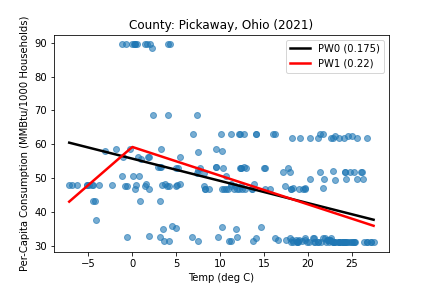 County: Pickaway, Ohio (2021)
Per-Capita Consumption (MMBtu/1000 Households)
90
80
70
60
50
40
30
PW0 (0.175)
PW1 (0.22)
−5 0 5 10 15 20 25
Temp (deg C)